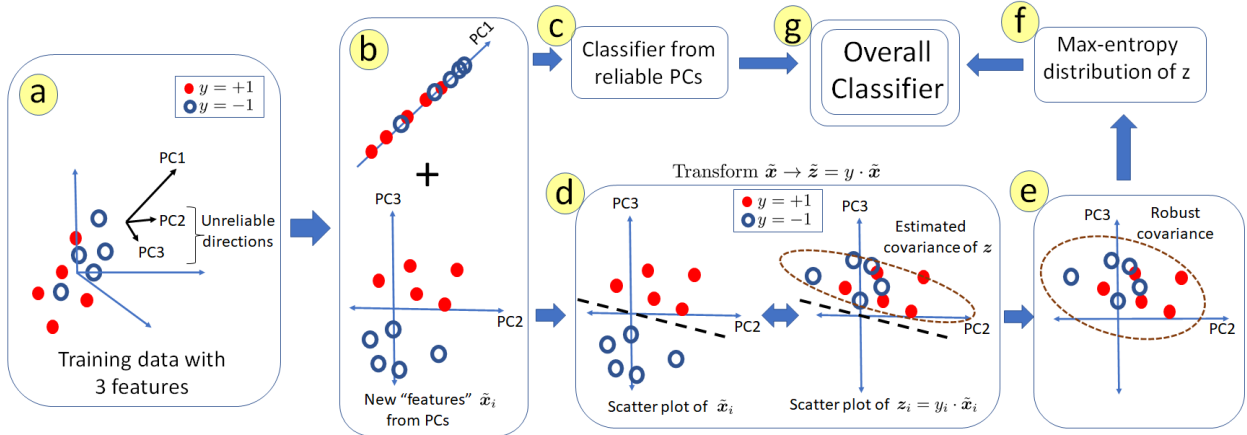 a
y = +1
y = −1
PC1
PC2
PC3
Unreliable
directions
Training data with
3 features
b
PC1
+
PC3
PC2
New "features" x̃ᵢ
from PCs
c
Classifier from
reliable PCs
g
Overall
Classifier
f
Max-entropy
distribution of z
Transform x̃ → z̃ = y · x̃
d
y = +1
y = −1
PC3
PC2
Scatter plot of x̃ᵢ
PC3
Estimated
covariance of z
PC2
Scatter plot of zᵢ = yᵢ · x̃ᵢ
e
PC3
Robust
covariance
PC2